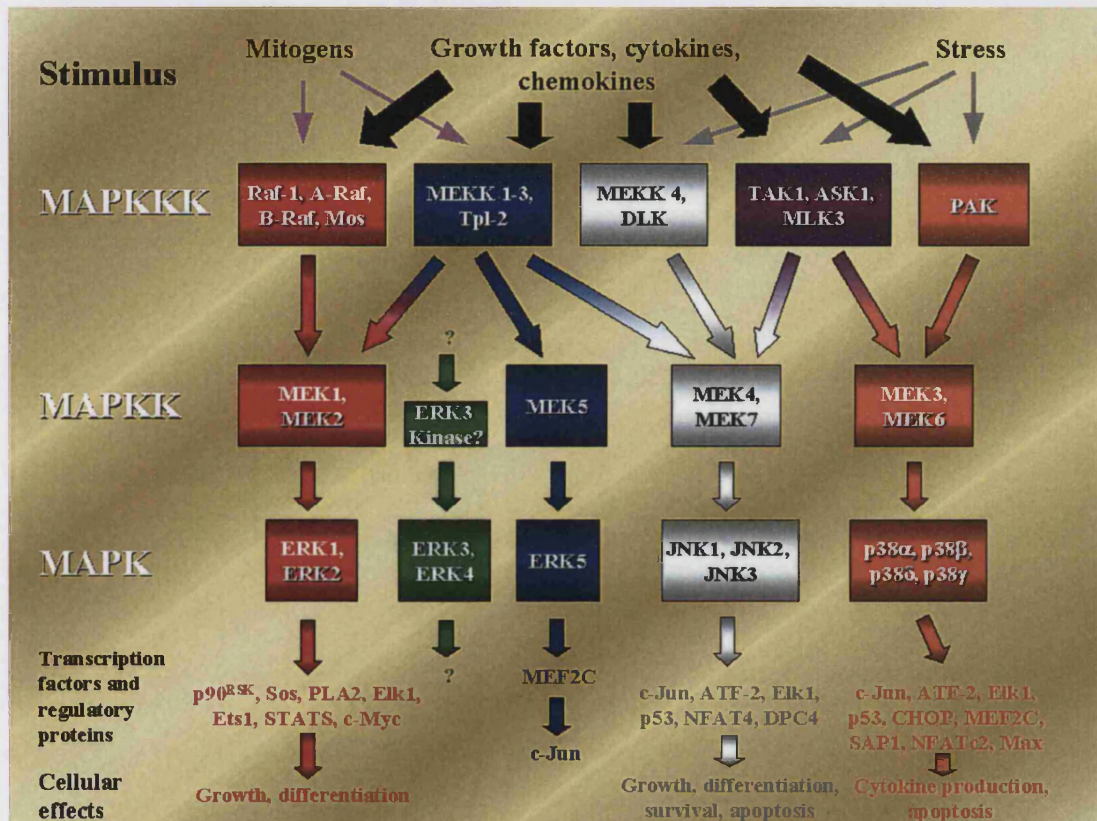 Stimulus
Mitogens
Growth factors, cytokines,
chemokines
Stress
MAPKKK
Raf-1, A-Raf,
B-Raf, Mos
MEKK 1-3,
Tpl-2
MEKK 4,
DLK
TAK1, ASK1,
MLK3
PAK
?
MAPKK
MEK1,
MEK2
ERK3
Kinase?
MEK5
MEK4,
MEK7
MEK3,
MEK6
MAPK
ERK1,
ERK2
ERK3,
ERK4
ERK5
JNK1, JNK2,
JNK3
p38α, p38β,
p38δ, p38γ
Transcription
factors and
regulatory
proteins
p90ᴿˢᴷ, Sos, PLA2, Elk1,
Ets1, STATS, c-Myc
?
MEF2C
c-Jun
c-Jun, ATF-2, Elk1,
p53, NFAT4, DPC4
c-Jun, ATF-2, Elk1,
p53, CHOP, MEF2C,
SAP1, NFATc2, Max
Cellular
effects
Growth, differentiation
Growth, differentiation,
survival, apoptosis
Cytokine production,
apoptosis